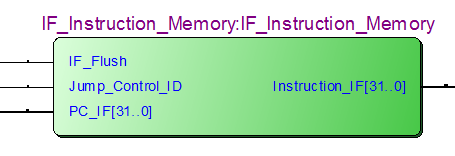 IF_Instruction_Memory:IF_Instruction_Memory
IF_Flush
Jump_Control_ID Instruction_IF[31..0]
PC_IF[31..0]